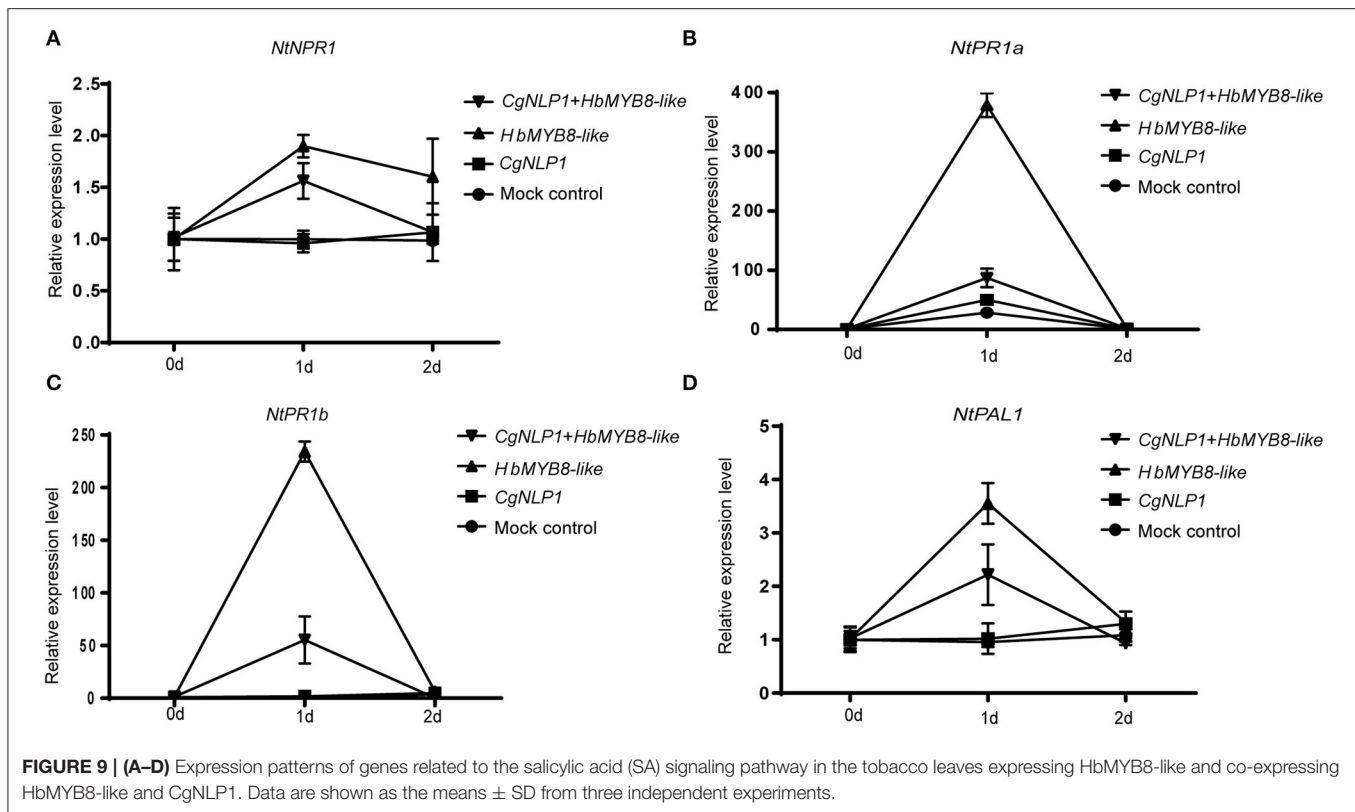 A
NtNPR1
Relative expression level
2.5
2.0
1.5
1.0
0.5
0.0
0d
1d
2d
CgNLP1+HbMYB8-like
HbMYB8-like
CgNLP1
Mock control
B
NtPR1a
Relative expression level
400
300
200
100
0
0d
1d
2d
CgNLP1+HbMYB8-like
HbMYB8-like
CgNLP1
Mock control
C
NtPR1b
Relative expression level
250
200
150
100
50
0
0d
1d
2d
CgNLP1+HbMYB8-like
HbMYB8-like
CgNLP1
Mock control
D
NtPAL1
Relative expression level
5
4
3
2
1
0
0d
1d
2d
CgNLP1+HbMYB8-like
HbMYB8-like
CgNLP1
Mock control
FIGURE 9 | (A–D) Expression patterns of genes related to the salicylic acid (SA) signaling pathway in the tobacco leaves expressing HbMYB8-like and co-expressing
HbMYB8-like and CgNLP1. Data are shown as the means ± SD from three independent experiments.